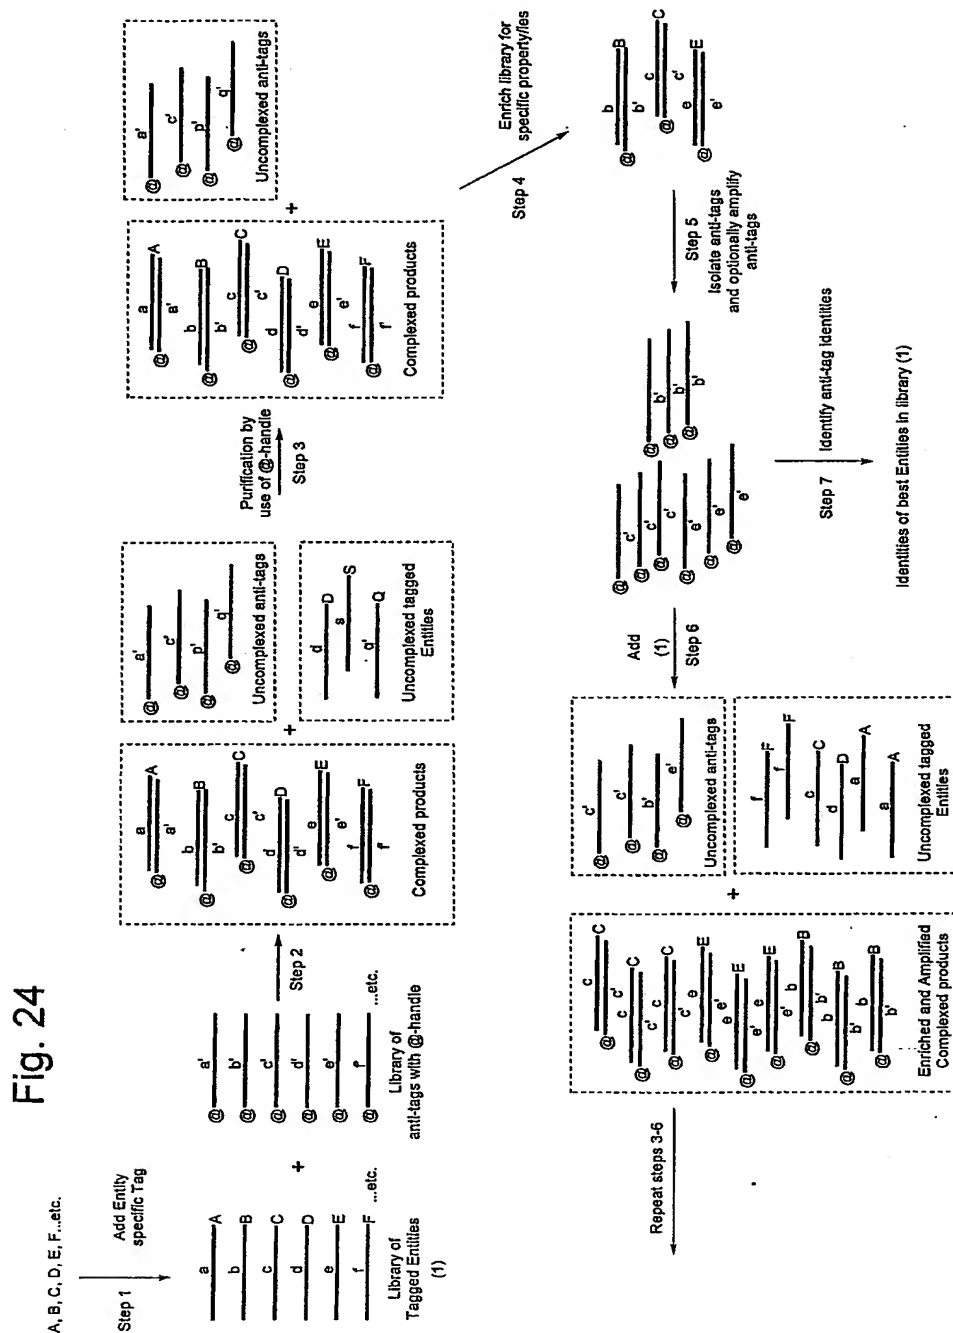 Fig. 24
A, B, C, D, E, F...etc.
Step 1
Add Entity
specific Tag
a
A
b
B
c
C
d
D
e
E
f
F
...etc.
Library of
Tagged Entities
(1)
+
@
a'
@
b'
@
c'
@
d'
@
e'
@
f'
...etc.
Library of
anti-tags with @-handle
Step 2
a
A
@
a'
b
B
@
b'
c
C
@
c'
d
D
@
d'
e
E
@
e'
f
F
@
f'
Complexed products
+
@
a'
@
c'
@
p'
@
q'
Uncomplexed anti-tags
d
D
s
S
q'
Q
Uncomplexed tagged
Entities
Purification by
use of @-handle
Step 3
a
A
@
a'
b
B
@
b'
c
C
@
c'
d
D
@
d'
e
E
@
e'
f
F
@
f'
Complexed products
+
@
a'
@
c'
@
p'
@
q'
Uncomplexed anti-tags
Step 4
Enrich library for
specific property/ies
b
B
@
b'
c
C
@
c'
e
E
@
e'
Step 5
Isolate anti-tags
and optionally amplify
anti-tags
@
c'
@
c'
@
c'
@
e'
@
e'
@
e'
@
b'
@
b'
@
b'
Step 7
Identify anti-tag identities
Identities of best Entities in library (1)
Add
(1)
Step 6
c
C
@
c'
c
C
@
c'
c
C
@
c'
e
E
@
e'
e
E
@
e'
e
E
@
e'
b
B
@
b'
b
B
@
b'
b
B
@
b'
Enriched and Amplified
Complexed products
+
@
c'
@
c'
@
b'
@
e'
Uncomplexed anti-tags
f
F
f
F
c
C
d
D
a
A
a
A
Uncomplexed tagged
Entities
Repeat steps 3-6